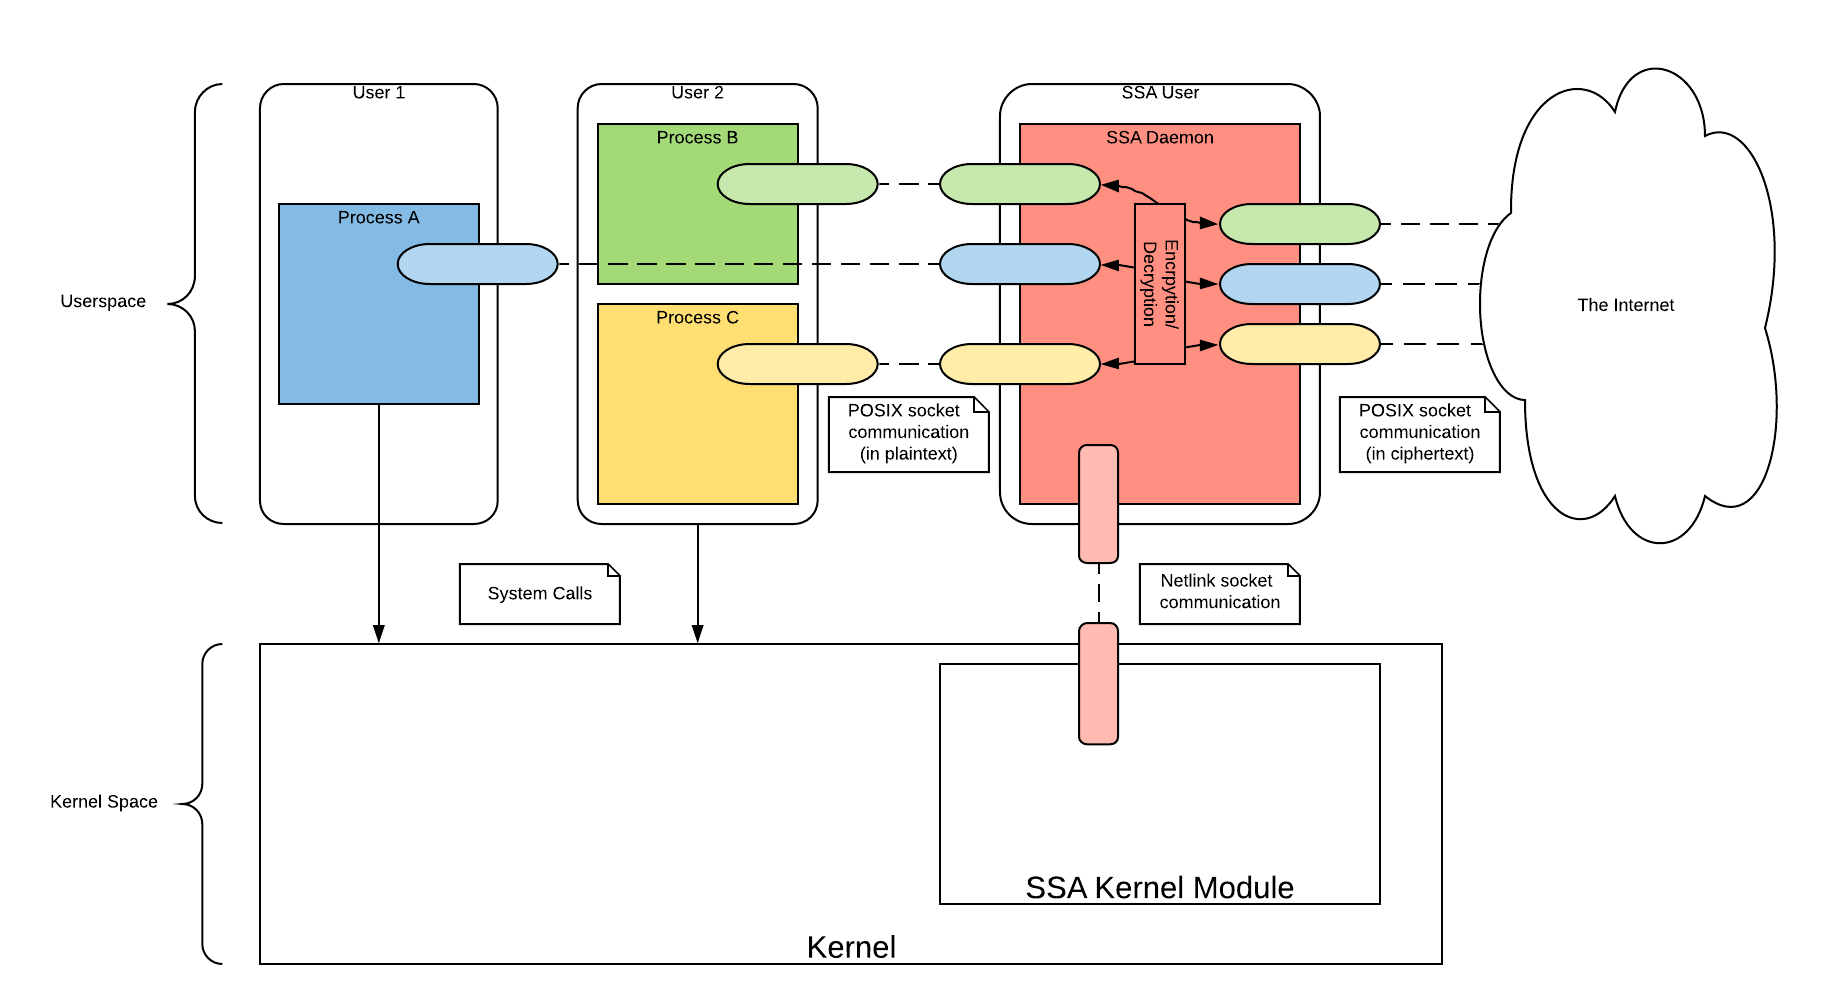 User 1
User 2
SSA User
Process B
SSA Daemon
Process A
Encrpytion/
Decryption
Userspace
The Internet
Process C
POSIX socket
communication
(in plaintext)
POSIX socket
communication
(in ciphertext)
System Calls
Netlink socket
communication
Kernel Space
SSA Kernel Module
Kernel